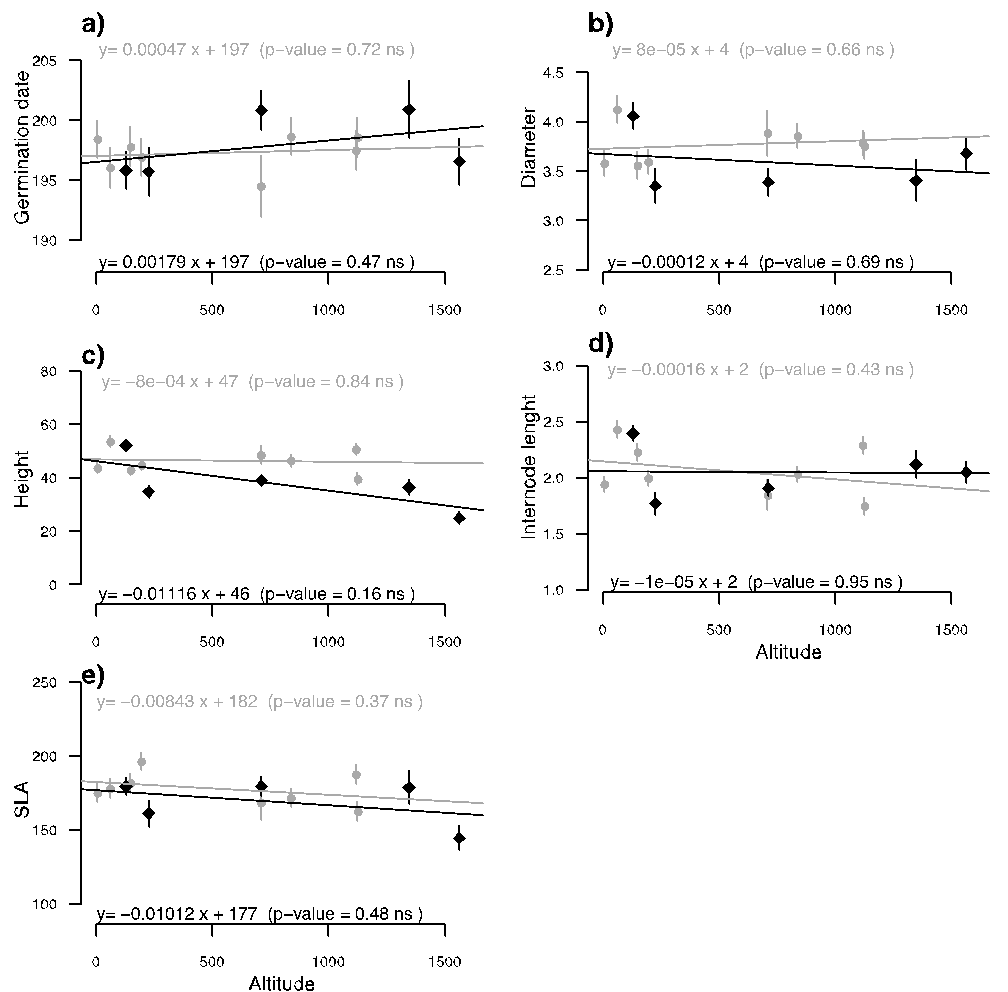 a)
y= 0.00047 x + 197 (p−value = 0.72 ns )
205
200
195
190
Germination date
y= 0.00179 x + 197 (p−value = 0.47 ns )
0 500 1000 1500
b)
y= 8e−05 x + 4 (p−value = 0.66 ns )
4.5
4.0
3.5
3.0
2.5
Diameter
y= −0.00012 x + 4 (p−value = 0.69 ns )
0 500 1000 1500
c)
y= −8e−04 x + 47 (p−value = 0.84 ns )
80
60
40
20
0
Height
y= −0.01116 x + 46 (p−value = 0.16 ns )
0 500 1000 1500
d)
y= −0.00016 x + 2 (p−value = 0.43 ns )
3.0
2.5
2.0
1.5
1.0
Internode lenght
y= −1e−05 x + 2 (p−value = 0.95 ns )
0 500 1000 1500
Altitude
e)
y= −0.00843 x + 182 (p−value = 0.37 ns )
250
200
150
100
SLA
y= −0.01012 x + 177 (p−value = 0.48 ns )
0 500 1000 1500
Altitude